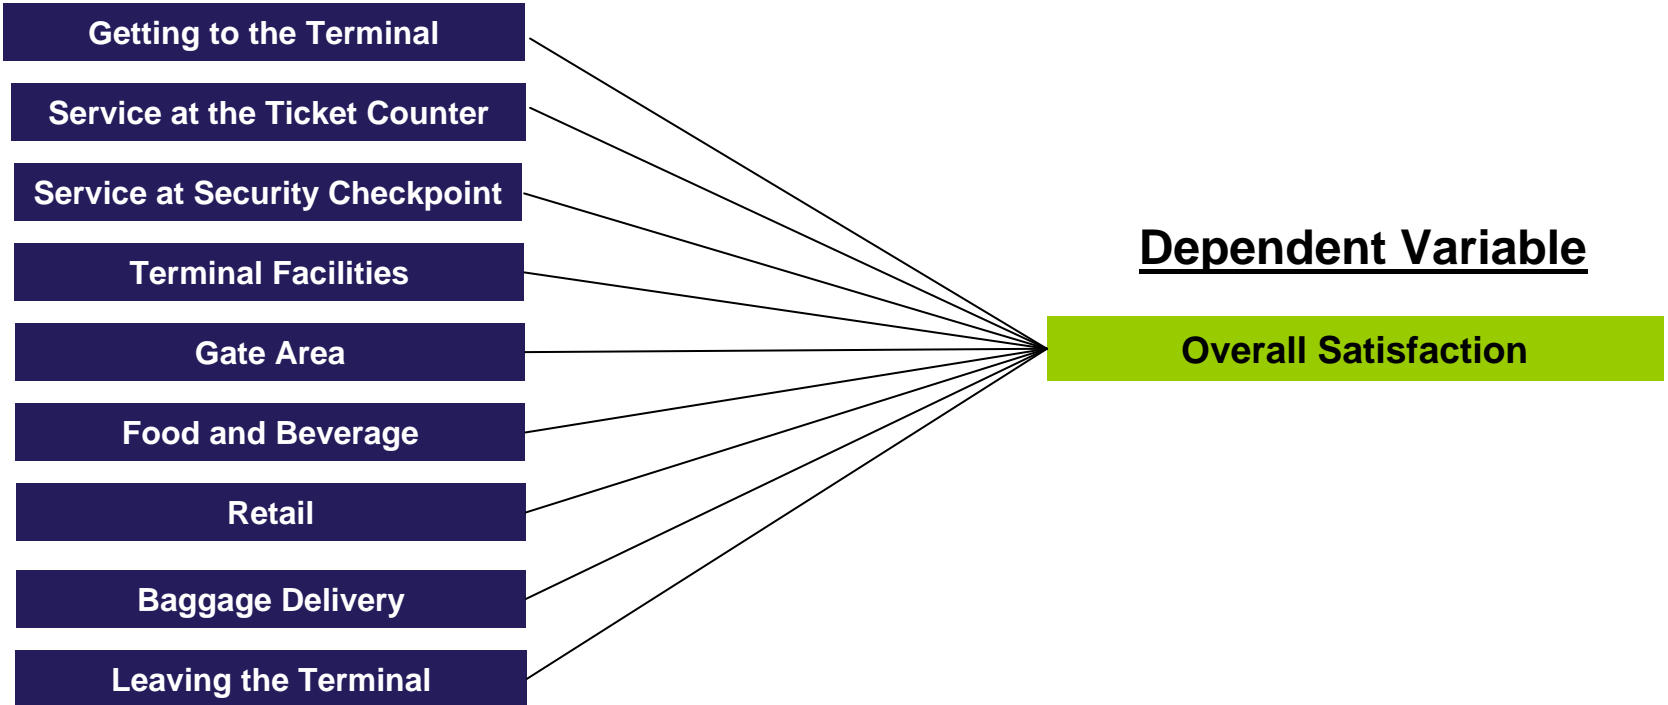 Getting to the Terminal
Service at the Ticket Counter
Service at Security Checkpoint
Terminal Facilities
Gate Area
Food and Beverage
Retail
Baggage Delivery
Leaving the Terminal
Dependent Variable
Overall Satisfaction